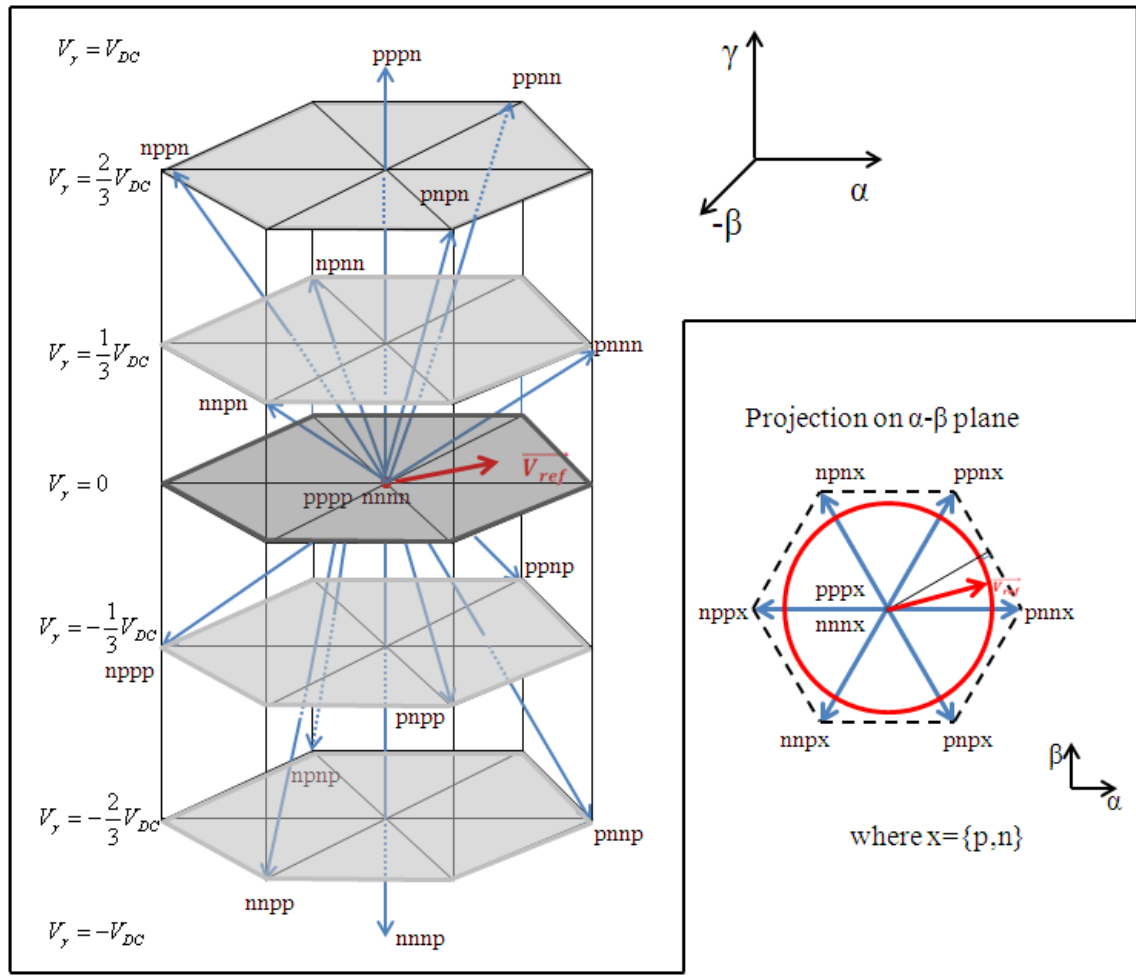 V_γ = V_DC
pppn
ppnn
γ
nppn
V_γ = 2/3 V_DC
pnpn
α
-β
npnn
V_γ = 1/3 V_DC
pnnn
nnpn
Projection on α-β plane
V_ref
V_γ = 0
pppp nnnn
npnx
ppnx
ppnp
pppx
V_ref
nppx
nnnx
pnnx
V_γ = -1/3 V_DC
nppp
pnpp
nnpx
pnpx
β
α
npnp
V_γ = -2/3 V_DC
pnnp
where x={p,n}
nnpp
nnnp
V_γ = -V_DC